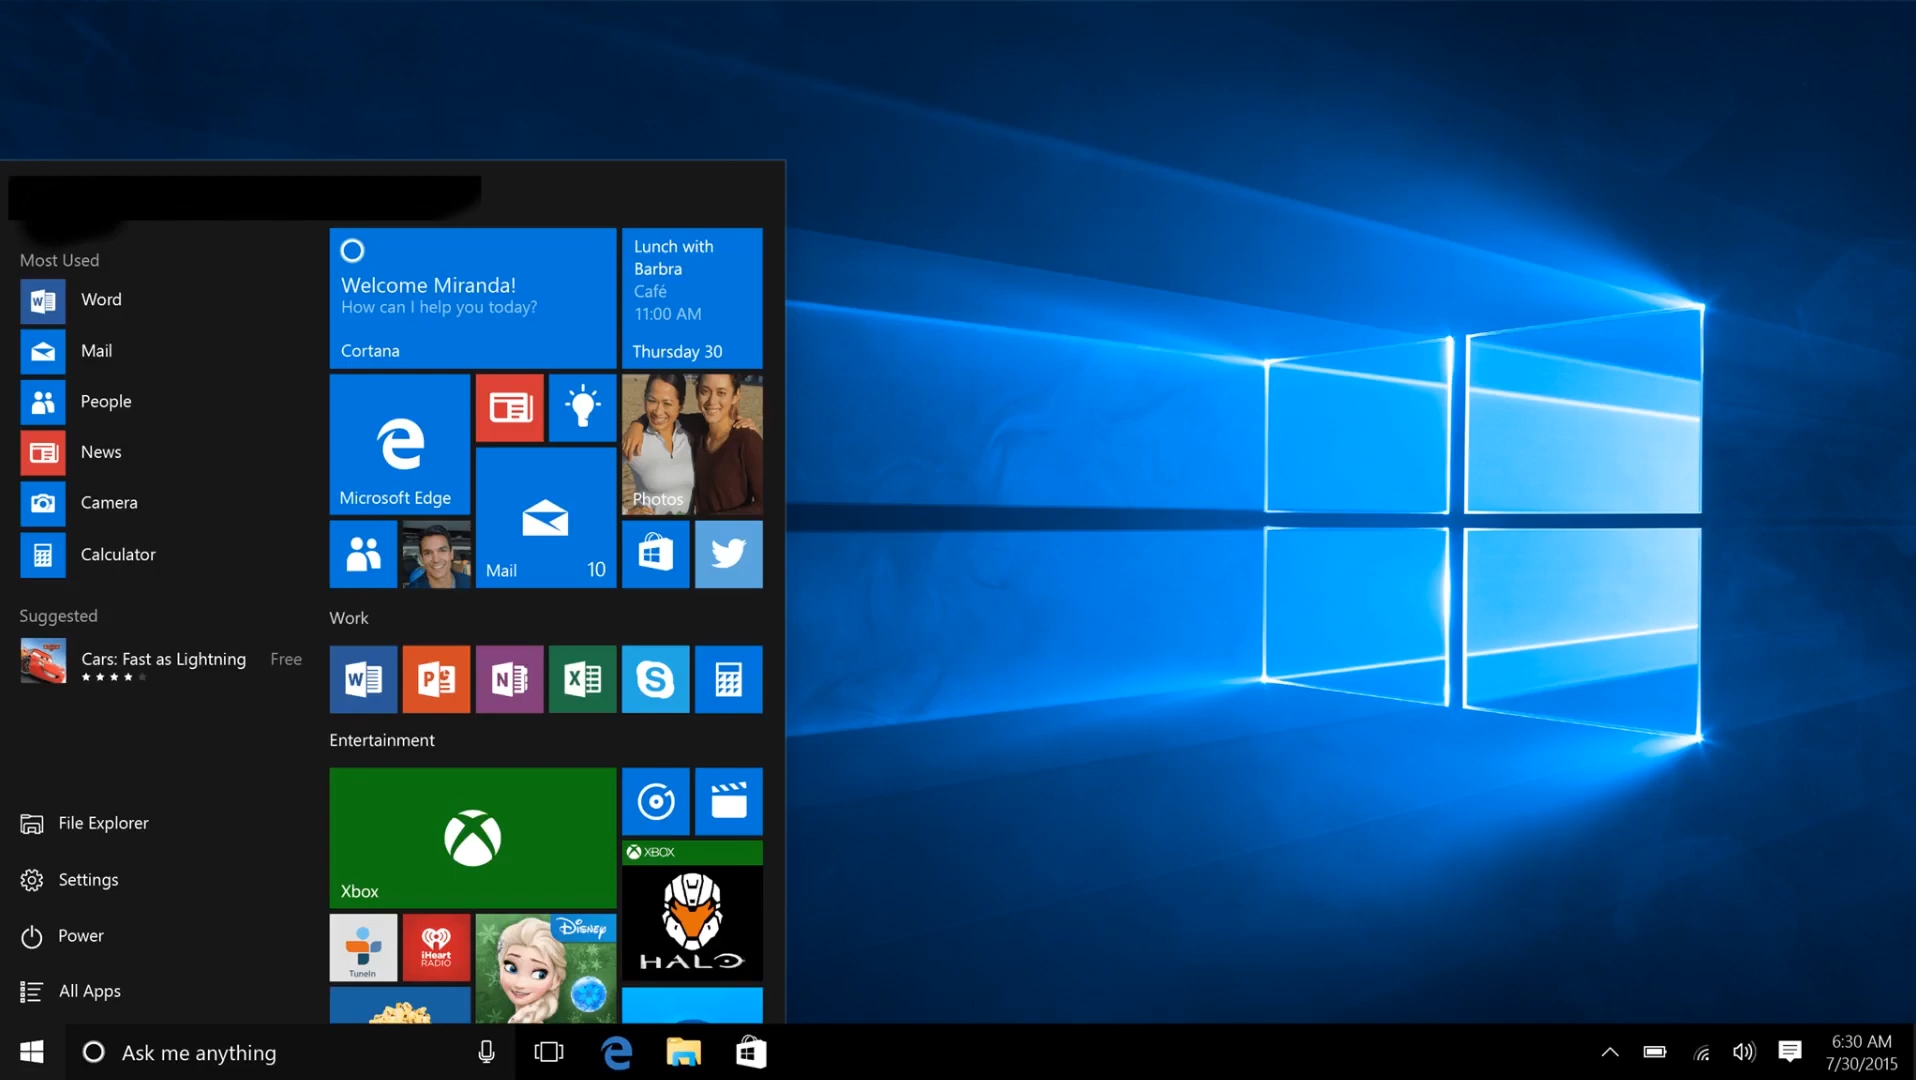 Most Used
Word
Mail
People
News
Camera
Calculator
Suggested
Cars: Fast as Lightning Free
File Explorer
Settings
Power
All Apps
Welcome Miranda!
How can I help you today?
Cortana
Lunch with
Barbra
Café
11:00 AM
Thursday 30
Microsoft Edge
Photos
Mail 10
Work
W
P
N
X
S
Entertainment
Xbox
XBOX
TuneIn
iHeart
RADIO
Disney
HALO
Ask me anything
6:30 AM
7/30/2015